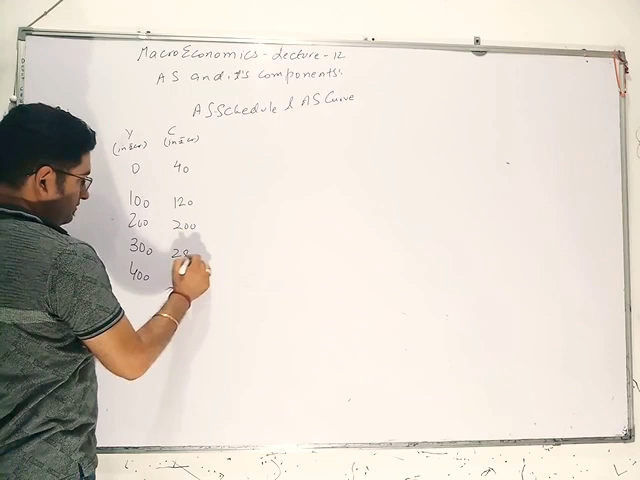 MacroEconomics - Lecture - 12
AS and it's components:
AS Schedule & AS Curve
Y C
(in ₹ cr) (in ₹ cr)
0 40
100 120
200 200
300 28
400